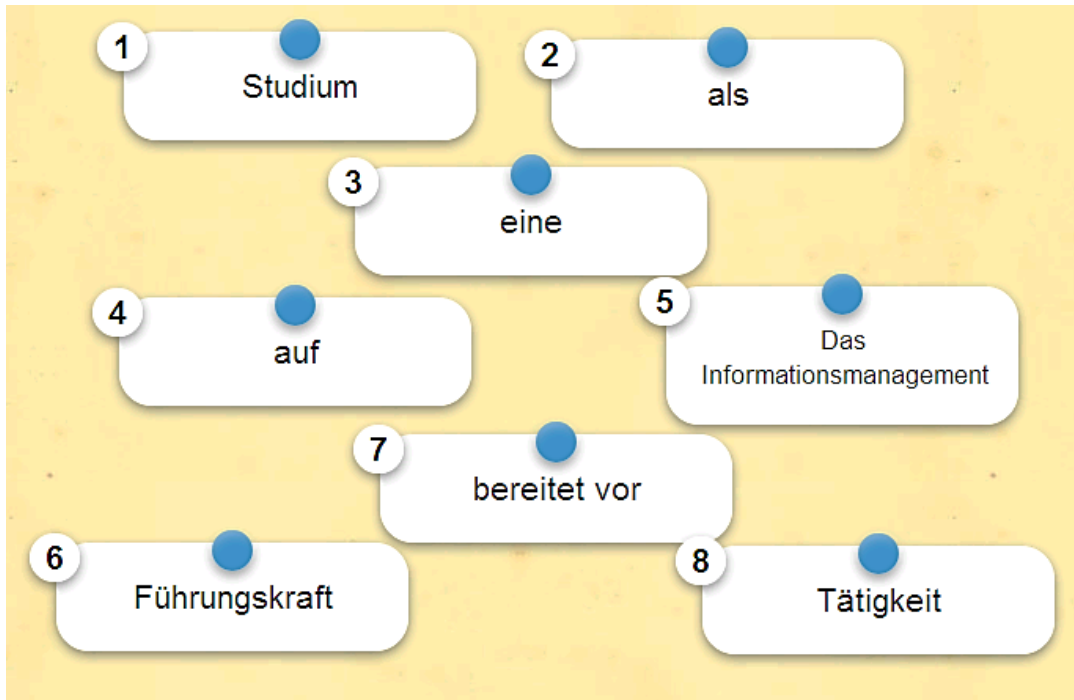 1
Studium
2
als
3
eine
4
auf
5
Das
Informationsmanagement
7
bereitet vor
6
Führungskraft
8
Tätigkeit